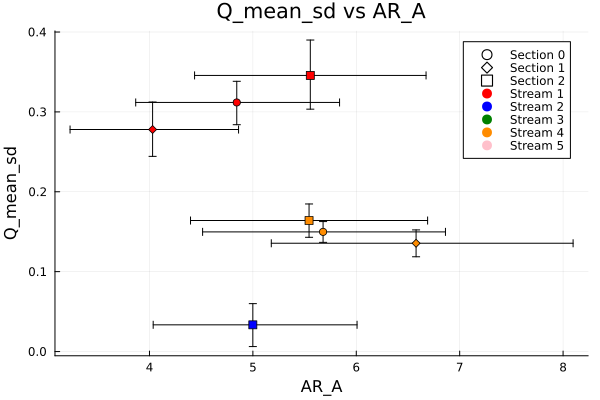 Q_mean_sd vs AR_A
0.4
0.3
0.2
0.1
0.0
Q_mean_sd
Section 0
Section 1
Section 2
Stream 1
Stream 2
Stream 3
Stream 4
Stream 5
4 5 6 7 8
AR_A